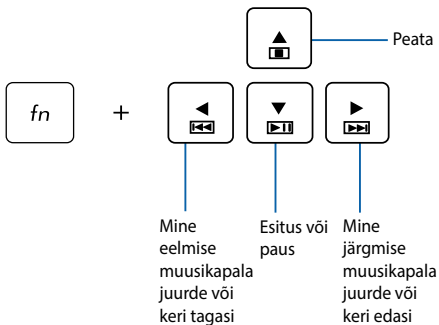 Peata
fn
+
Mine
eelmise
muusikapala
juurde või
keri tagasi
Esitus või
paus
Mine
järgmise
muusikapala
juurde või
keri edasi